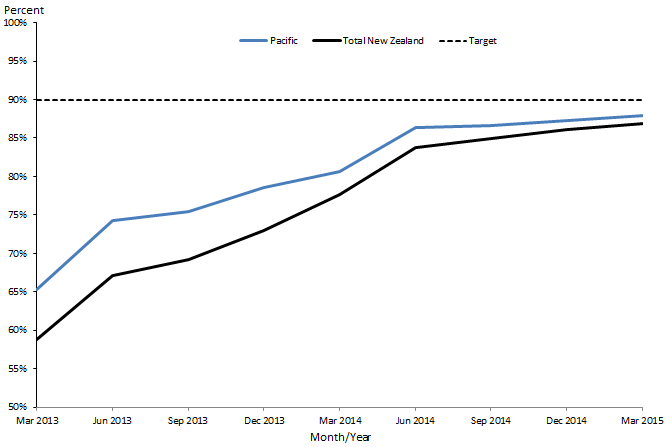 Percent
100%
Pacific Total New Zealand Target
95%
90%
85%
80%
75%
70%
65%
60%
55%
50%
Mar 2013 Jun 2013 Sep 2013 Dec 2013 Mar 2014 Jun 2014 Sep 2014 Dec 2014 Mar 2015
Month/Year